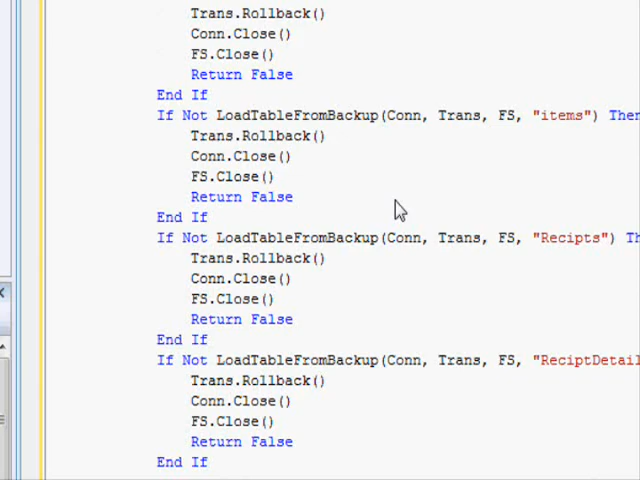 Trans.Rollback()
Conn.Close()
FS.Close()
Return False
End If
If Not LoadTableFromBackup(Conn, Trans, FS, "items") Then
Trans.Rollback()
Conn.Close()
FS.Close()
Return False
End If
If Not LoadTableFromBackup(Conn, Trans, FS, "Recipts") Th
Trans.Rollback()
Conn.Close()
FS.Close()
Return False
End If
If Not LoadTableFromBackup(Conn, Trans, FS, "ReciptDetail
Trans.Rollback()
Conn.Close()
FS.Close()
Return False
End If